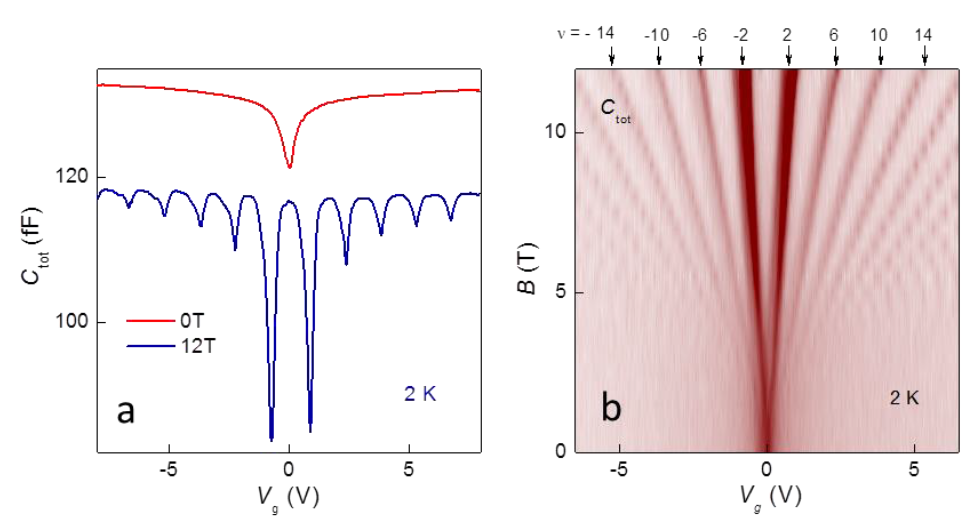 120
100
C_tot (fF)
0T
12T
2 K
a
-5 0 5
V_g (V)
ν = - 14 -10 -6 -2 2 6 10 14
C_tot
10
5
0
B (T)
2 K
b
-5 0 5
V_g (V)